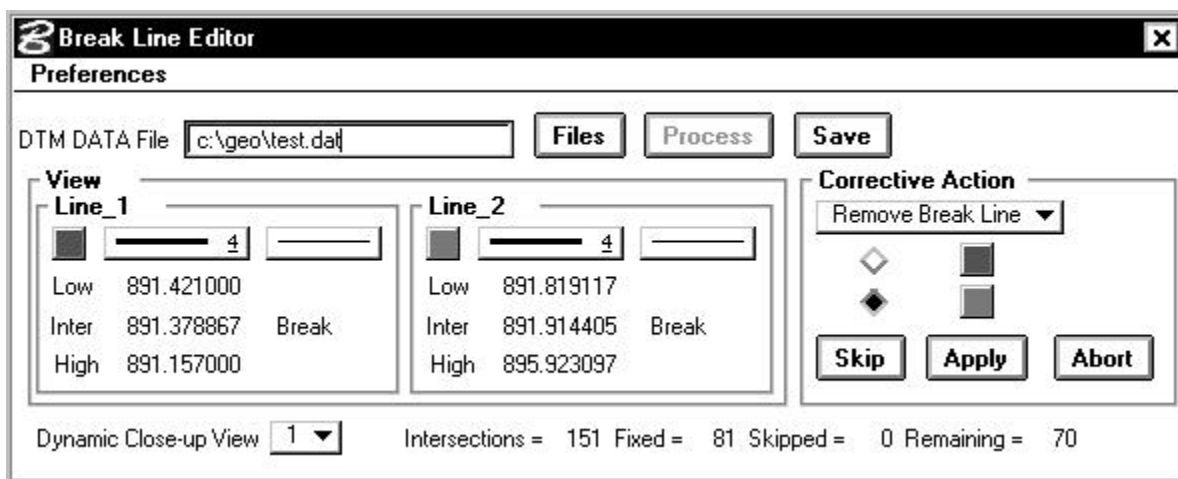 Break Line Editor
Preferences
DTM DATA File c:\geo\test.dat Files Process Save
View
Line_1
4
Low 891.421000
Inter 891.378867 Break
High 891.157000
Line_2
4
Low 891.819117
Inter 891.914405 Break
High 895.923097
Corrective Action
Remove Break Line
Skip Apply Abort
Dynamic Close-up View 1 Intersections = 151 Fixed = 81 Skipped = 0 Remaining = 70